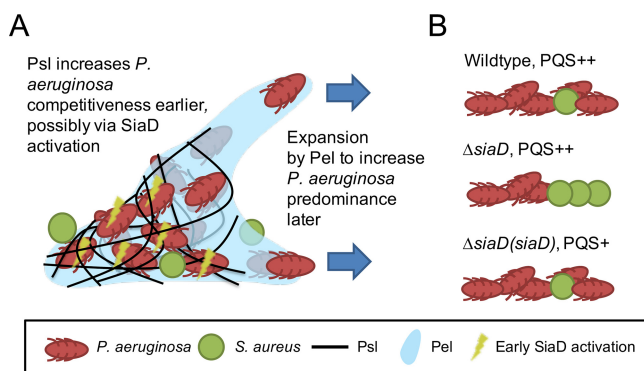 A
Psl increases P.
aeruginosa
competitiveness earlier,
possibly via SiaD
activation
Expansion
by Pel to increase
P. aeruginosa
predominance
later
B
Wildtype, PQS++
ΔsiaD, PQS++
ΔsiaD(siaD), PQS+
P. aeruginosa
S. aureus
Psl
Pel
Early SiaD activation